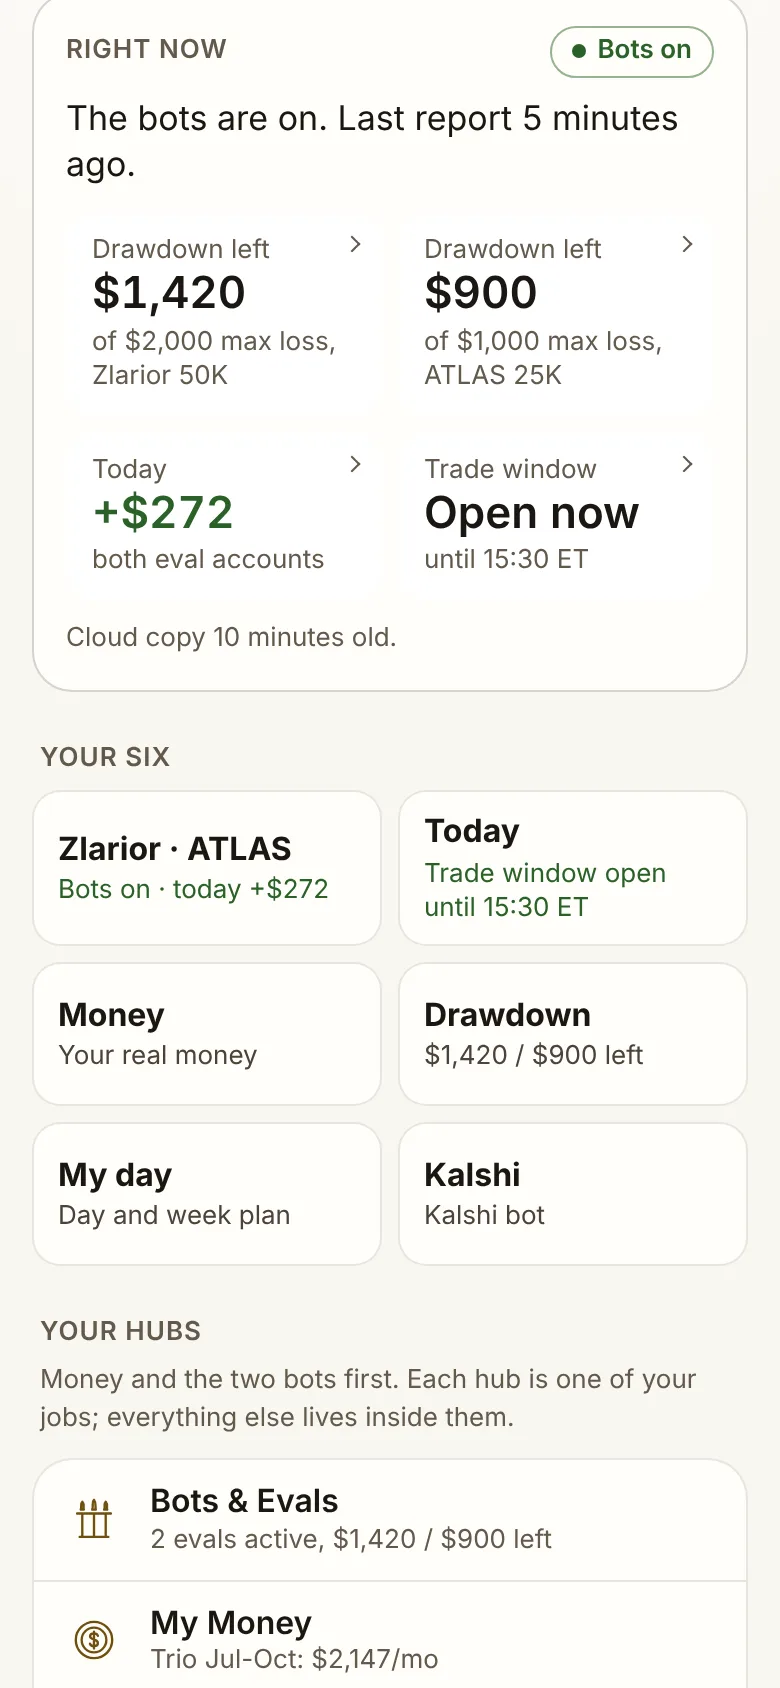 RIGHT NOW
Bots on
The bots are on. Last report 5 minutes
ago.
Drawdown left
$1,420
of $2,000 max loss,
Zlarior 50K
Drawdown left
$900
of $1,000 max loss,
ATLAS 25K
Today
+$272
both eval accounts
Trade window
Open now
until 15:30 ET
Cloud copy 10 minutes old.
YOUR SIX
Zlarior · ATLAS
Bots on · today +$272
Today
Trade window open
until 15:30 ET
Money
Your real money
Drawdown
$1,420 / $900 left
My day
Day and week plan
Kalshi
Kalshi bot
YOUR HUBS
Money and the two bots first. Each hub is one of your
jobs; everything else lives inside them.
Bots & Evals
2 evals active, $1,420 / $900 left
My Money
Trio Jul-Oct: $2,147/mo